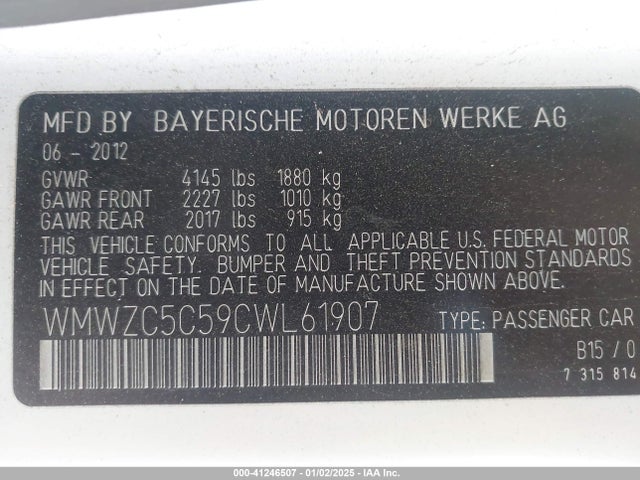 MFD BY BAYERISCHE MOTOREN WERKE AG
06 - 2012
GVWR 4145 lbs 1880 kg
GAWR FRONT 2227 lbs 1010 kg
GAWR REAR 2017 lbs 915 kg
THIS VEHICLE CONFORMS TO ALL APPLICABLE U.S. FEDERAL MOTOR
VEHICLE SAFETY. BUMPER AND THEFT PREVENTION STANDARDS
IN EFFECT ON THE DATE OF MANUFACTURE SHOWN ABOVE.
WMWZC5C59CWL61907 TYPE: PASSENGER CAR
B15 / 0
7 315 814
000-41246507 - 01/02/2025 - IAA, Inc.